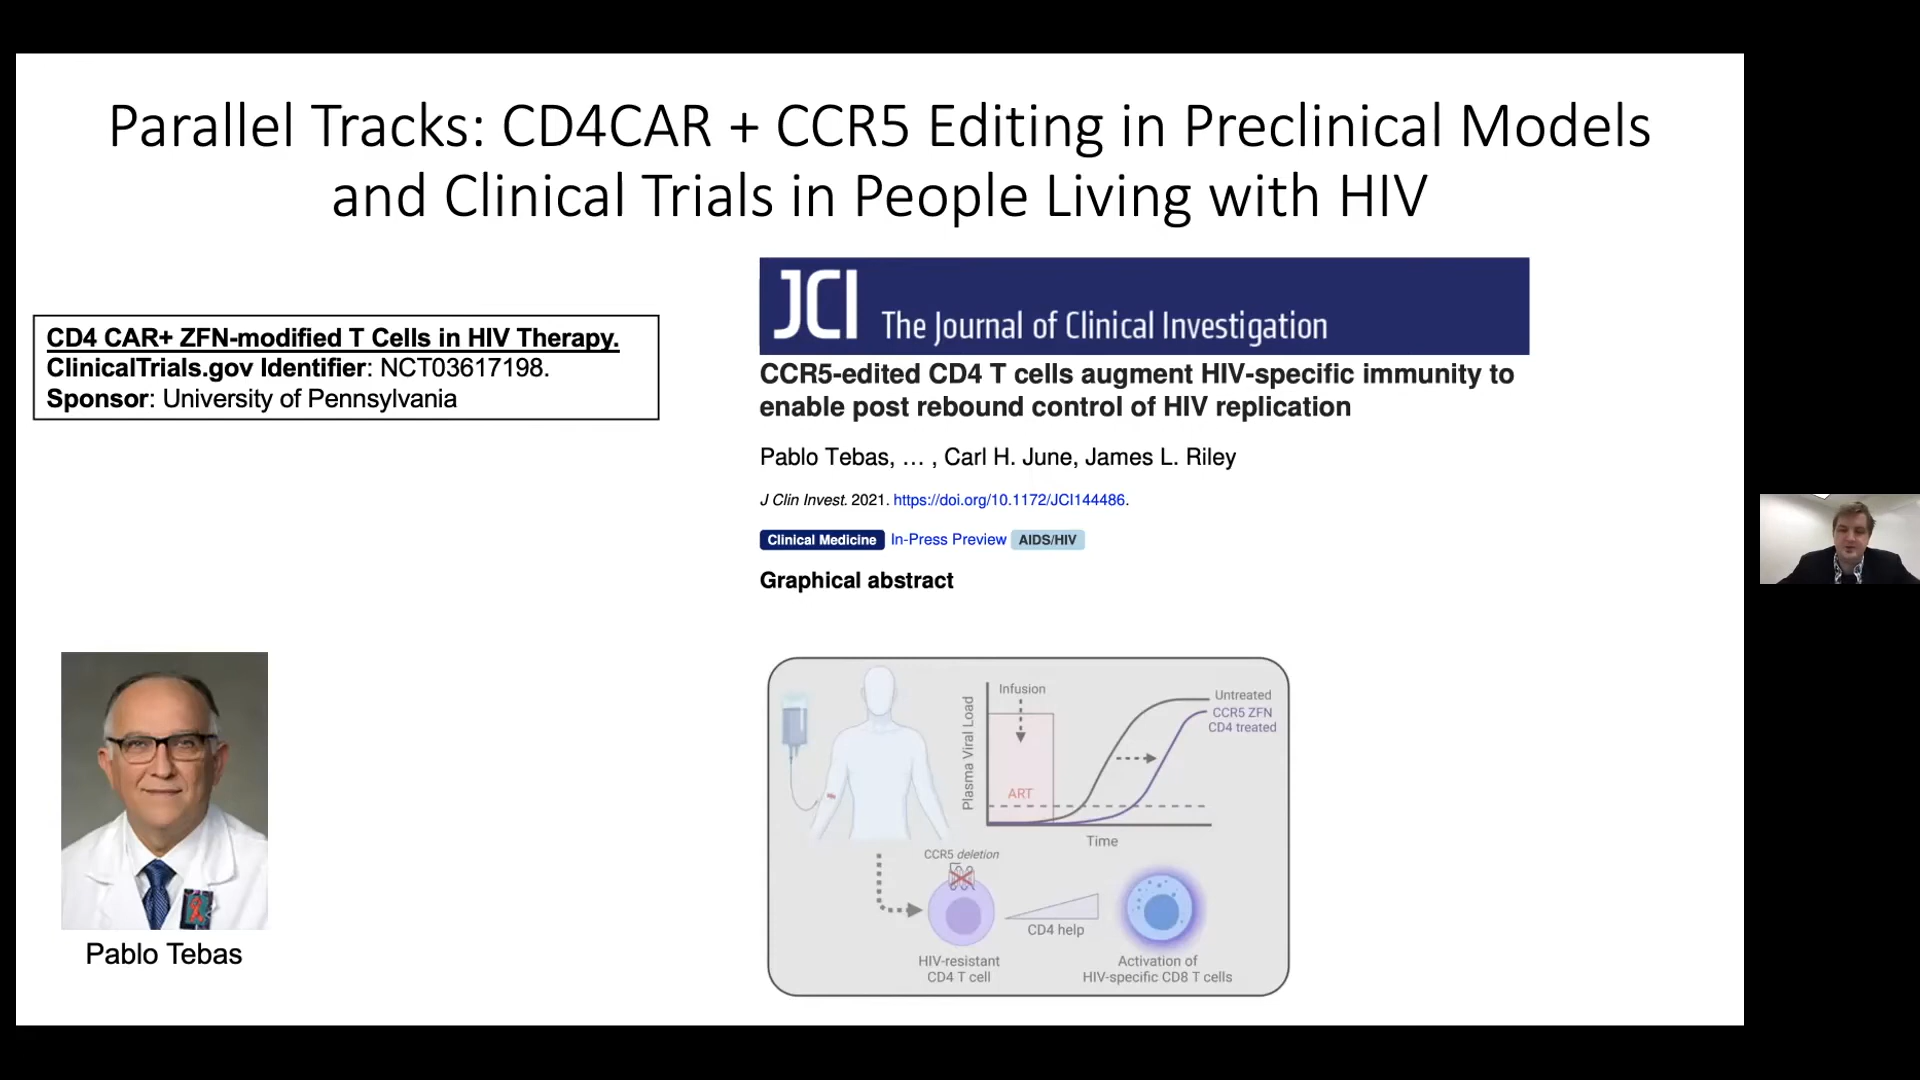 Parallel Tracks: CD4CAR + CCR5 Editing in Preclinical Models
and Clinical Trials in People Living with HIV
CD4 CAR+ ZFN-modified T Cells in HIV Therapy.
ClinicalTrials.gov Identifier: NCT03617198.
Sponsor: University of Pennsylvania
JCI The Journal of Clinical Investigation
CCR5-edited CD4 T cells augment HIV-specific immunity to
enable post rebound control of HIV replication
Pablo Tebas, … , Carl H. June, James L. Riley
J Clin Invest. 2021. https://doi.org/10.1172/JCI144486.
Clinical Medicine In-Press Preview AIDS/HIV
Graphical abstract
Infusion
Plasma Viral Load
ART
Untreated
CCR5 ZFN
CD4 treated
Time
CCR5 deletion
CD4 help
HIV-resistant
CD4 T cell
Activation of
HIV-specific CD8 T cells
Pablo Tebas